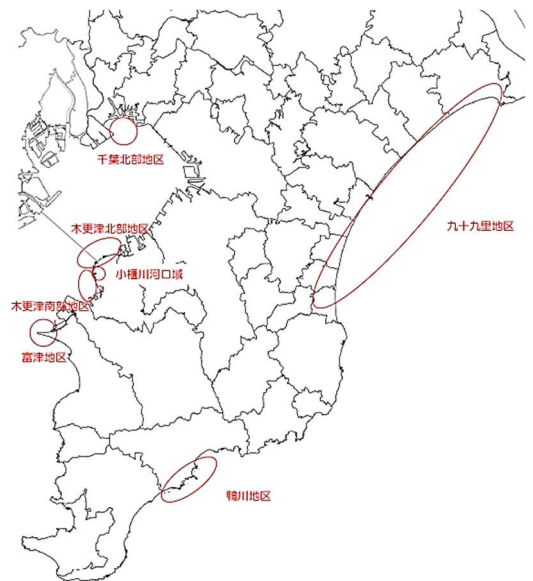 千葉北部地区
木更津北部地区
九十九里地区
小櫃川河口域
木更津南部地区
富津地区
鴨川地区